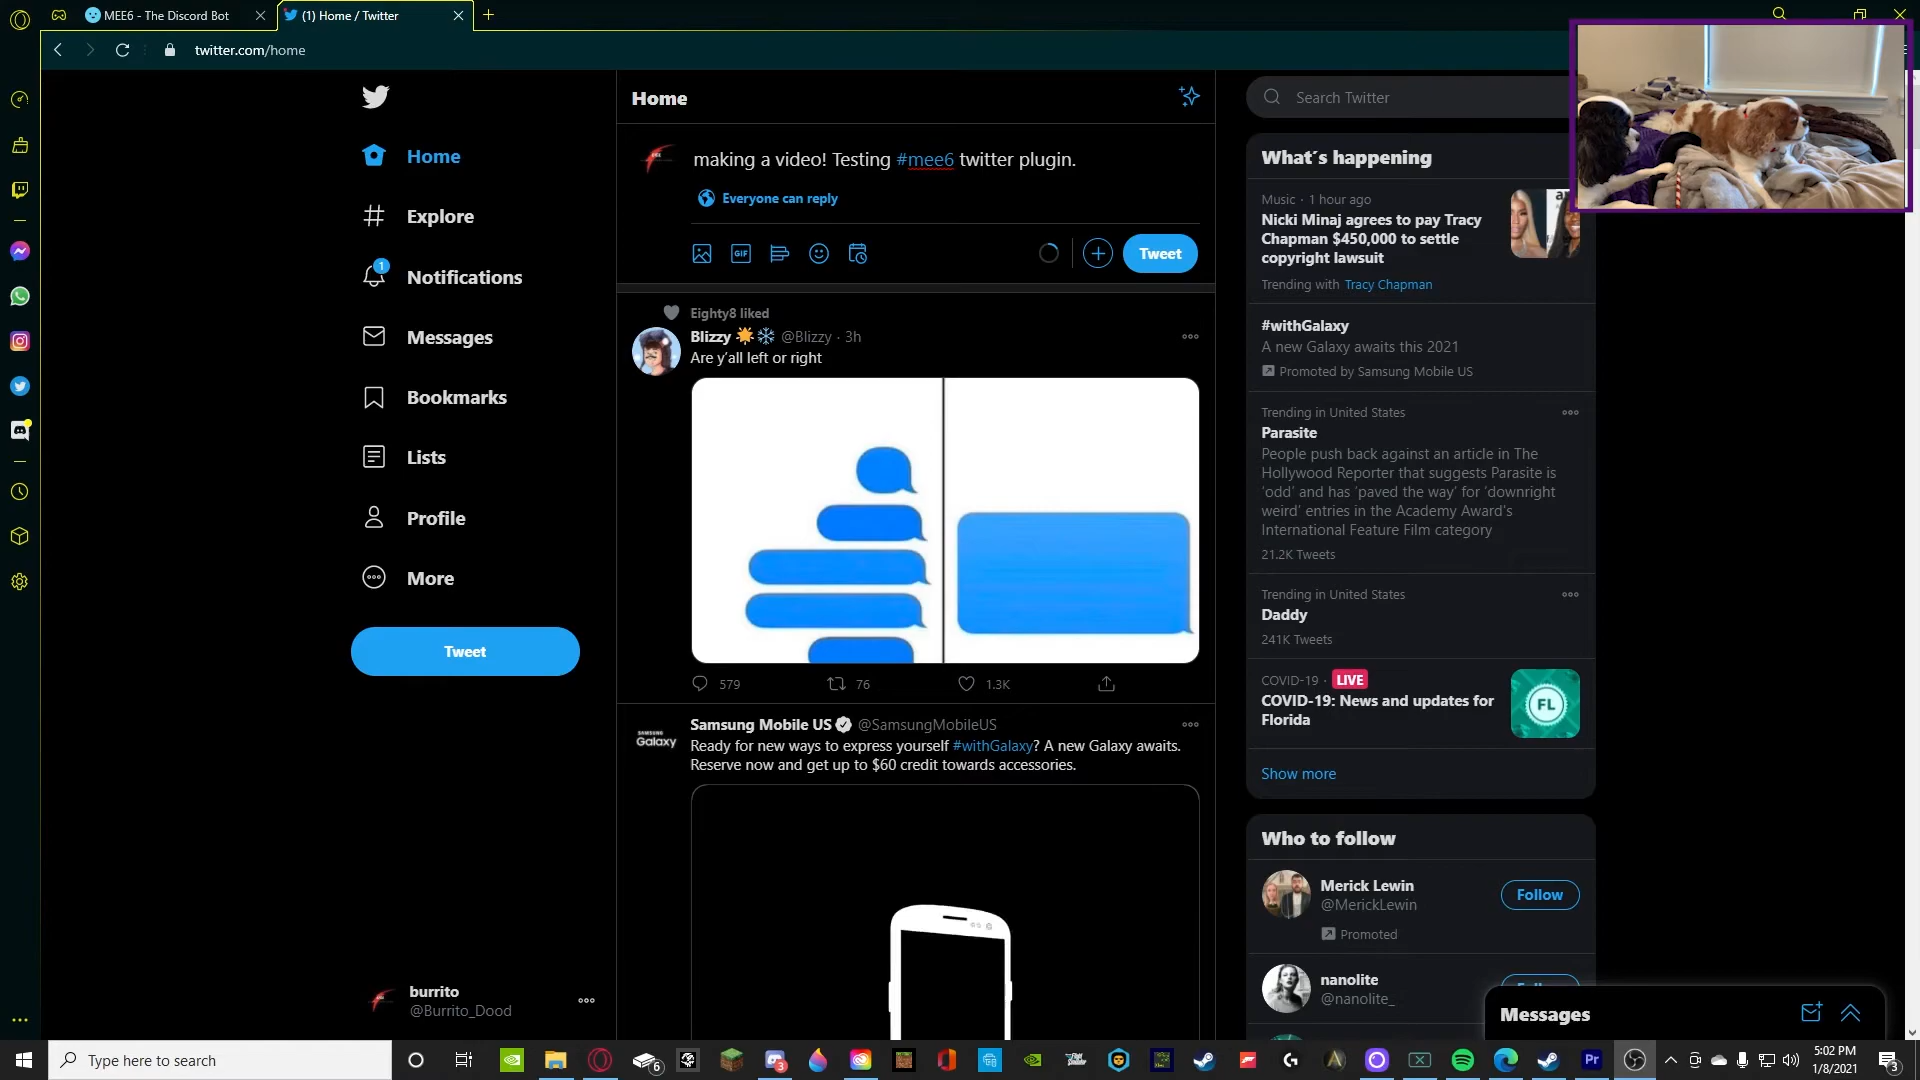 MEE6 - The Discord Bot
(1) Home / Twitter
twitter.com/home
Home
Explore
1
Notifications
Messages
Bookmarks
Lists
Profile
More
Tweet
burrito
@Burrito_Dood
Home
making a video! Testing #mee6 twitter plugin.
Everyone can reply
GIF
Tweet
Eighty8 liked
Blizzy @Blizzy · 3h
Are y'all left or right
579
76
1.3K
SAMSUNG
Galaxy
Samsung Mobile US @SamsungMobileUS
Ready for new ways to express yourself #withGalaxy? A new Galaxy awaits.
Reserve now and get up to $60 credit towards accessories.
Search Twitter
What's happening
Music · 1 hour ago
Nicki Minaj agrees to pay Tracy
Chapman $450,000 to settle
copyright lawsuit
Trending with Tracy Chapman
#withGalaxy
A new Galaxy awaits this 2021
Promoted by Samsung Mobile US
Trending in United States
Parasite
People push back against an article in The
Hollywood Reporter that suggests Parasite is
'odd' and has 'paved the way' for 'downright
weird' entries in the Academy Award's
International Feature Film category
21.2K Tweets
Trending in United States
Daddy
241K Tweets
COVID-19 · LIVE
COVID-19: News and updates for
Florida
FL
Show more
Who to follow
Merick Lewin
@MerickLewin
Follow
Promoted
nanolite
@nanolite_
Messages
Type here to search
6
3
Pr
5:02 PM
1/8/2021
3